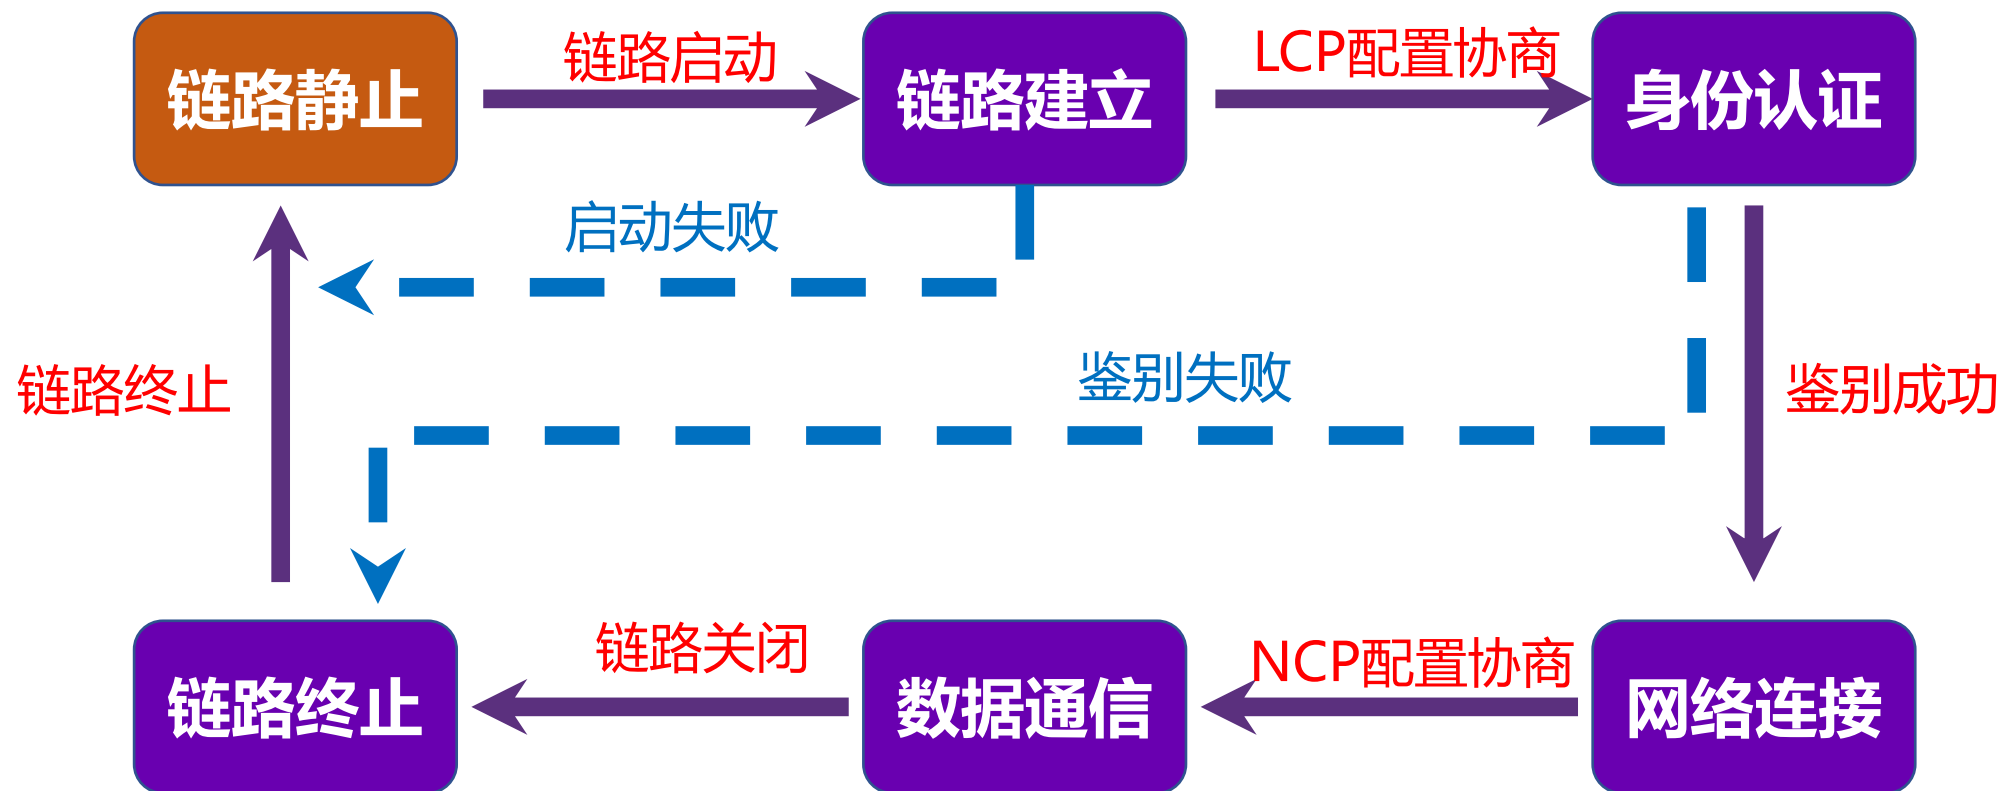 链路静止
链路启动
链路建立
LCP配置协商
身份认证
启动失败
链路终止
鉴别失败
鉴别成功
链路终止
链路关闭
数据通信
NCP配置协商
网络连接